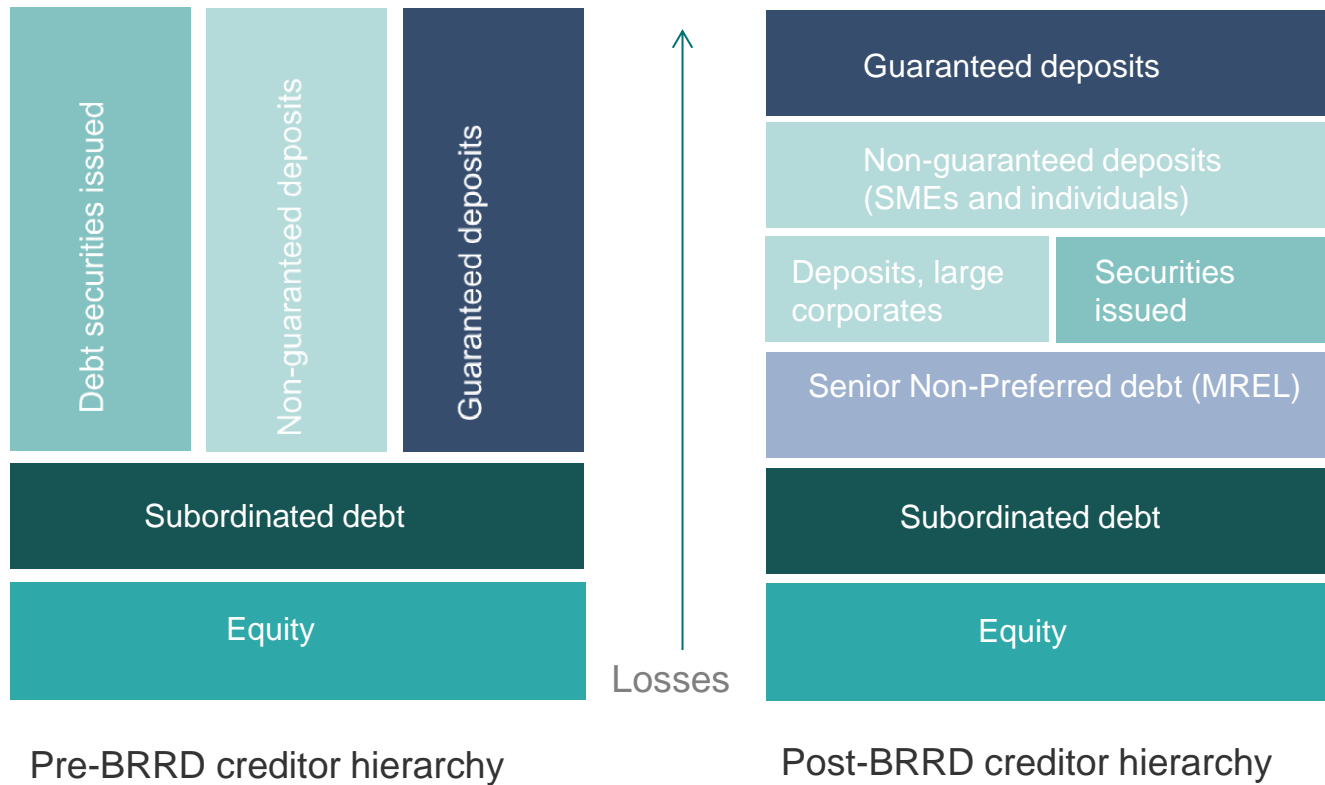 Debt securities issued
Non-guaranteed deposits
Guaranteed deposits
Subordinated debt
Equity
Pre-BRRD creditor hierarchy
Losses
Guaranteed deposits
Non-guaranteed deposits
(SMEs and individuals)
Deposits, large
corporates
Securities
issued
Senior Non-Preferred debt (MREL)
Subordinated debt
Equity
Post-BRRD creditor hierarchy